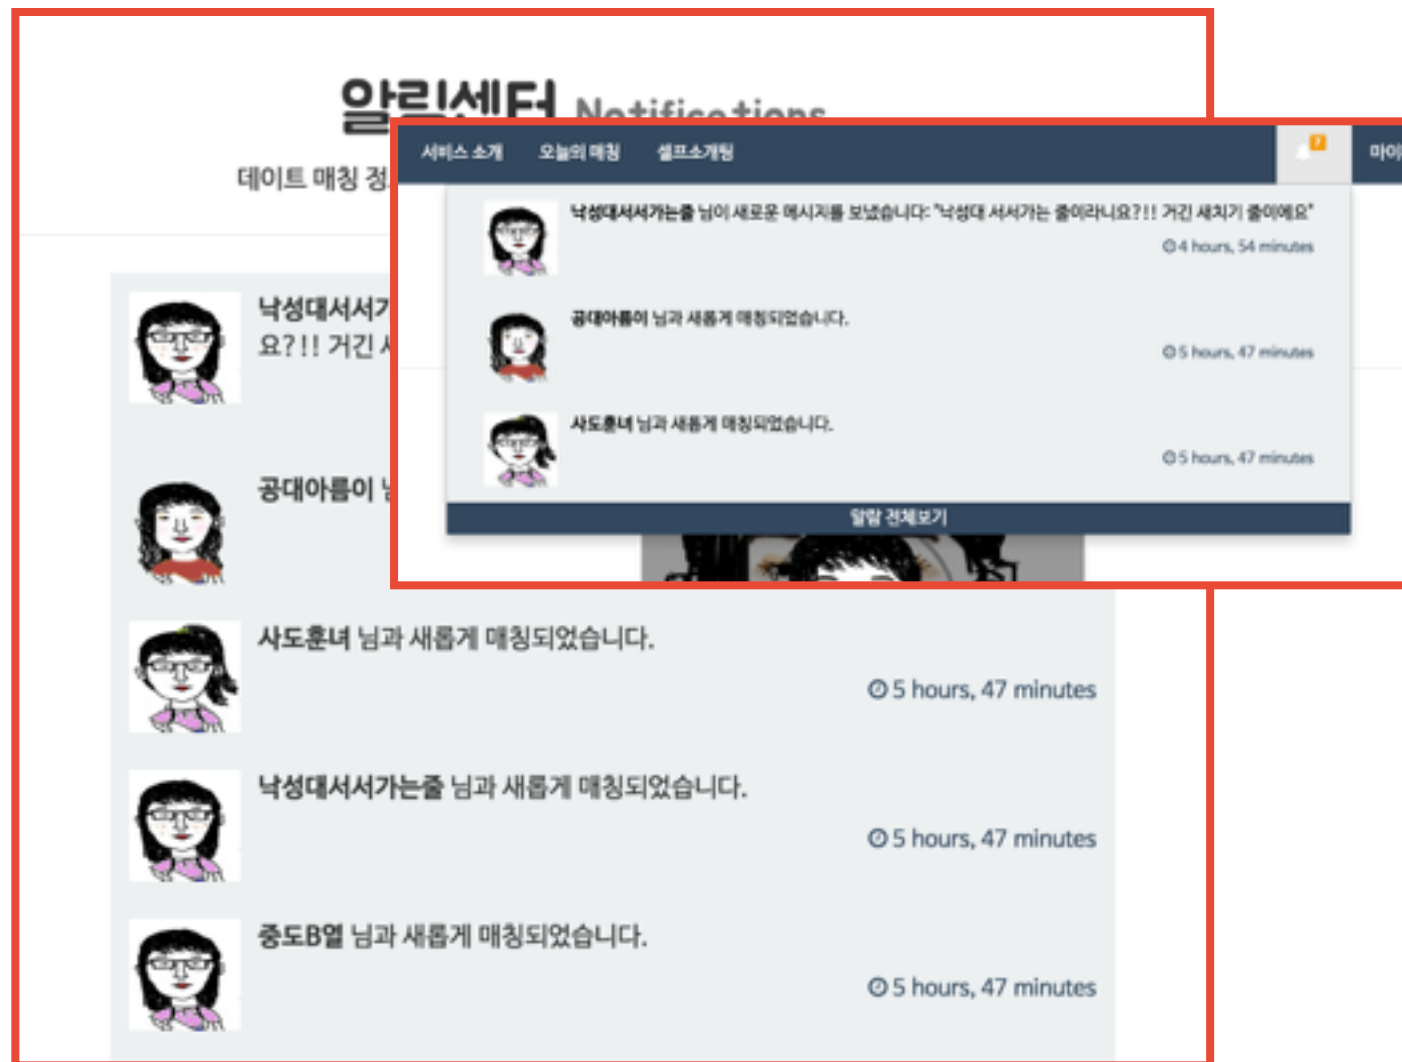 알림센터 Notifications
데이트 매칭 정
낙성대서서가
요?!! 거긴 사
공대아름이 님
사도훈녀 님과 새롭게 매칭되었습니다.
5 hours, 47 minutes
낙성대서서가는줄 님과 새롭게 매칭되었습니다.
5 hours, 47 minutes
중도B열 님과 새롭게 매칭되었습니다.
5 hours, 47 minutes
서비스 소개 오늘의 매칭 셀프소개팅 마이
낙성대서서가는줄 님이 새로운 메시지를 보냈습니다: "낙성대 서서가는 줄이라니요?!! 거긴 새치기 줄이에요"
4 hours, 54 minutes
공대아름이 님과 새롭게 매칭되었습니다.
5 hours, 47 minutes
사도훈녀 님과 새롭게 매칭되었습니다.
5 hours, 47 minutes
알람 전체보기